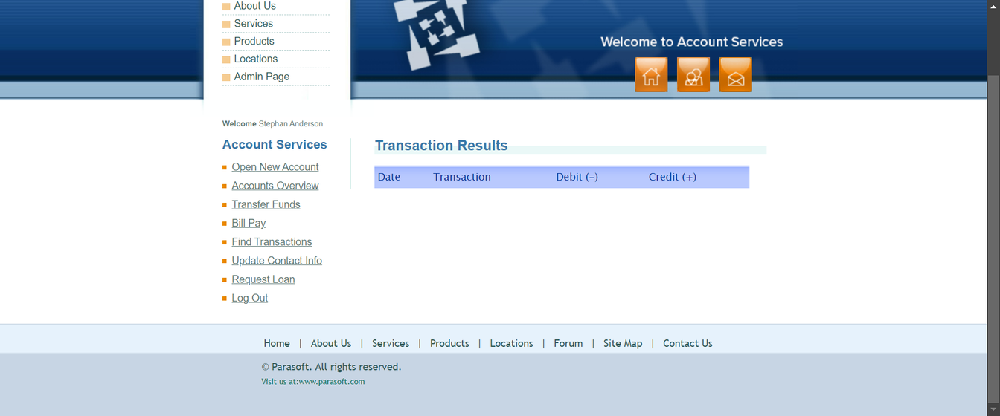 About Us
Services
Products
Locations
Admin Page
Welcome to Account Services
Welcome Stephan Anderson
Account Services
Open New Account
Accounts Overview
Transfer Funds
Bill Pay
Find Transactions
Update Contact Info
Request Loan
Log Out
Transaction Results
Date Transaction Debit (−) Credit (+)
Home | About Us | Services | Products | Locations | Forum | Site Map | Contact Us
© Parasoft. All rights reserved.
Visit us at:www.parasoft.com